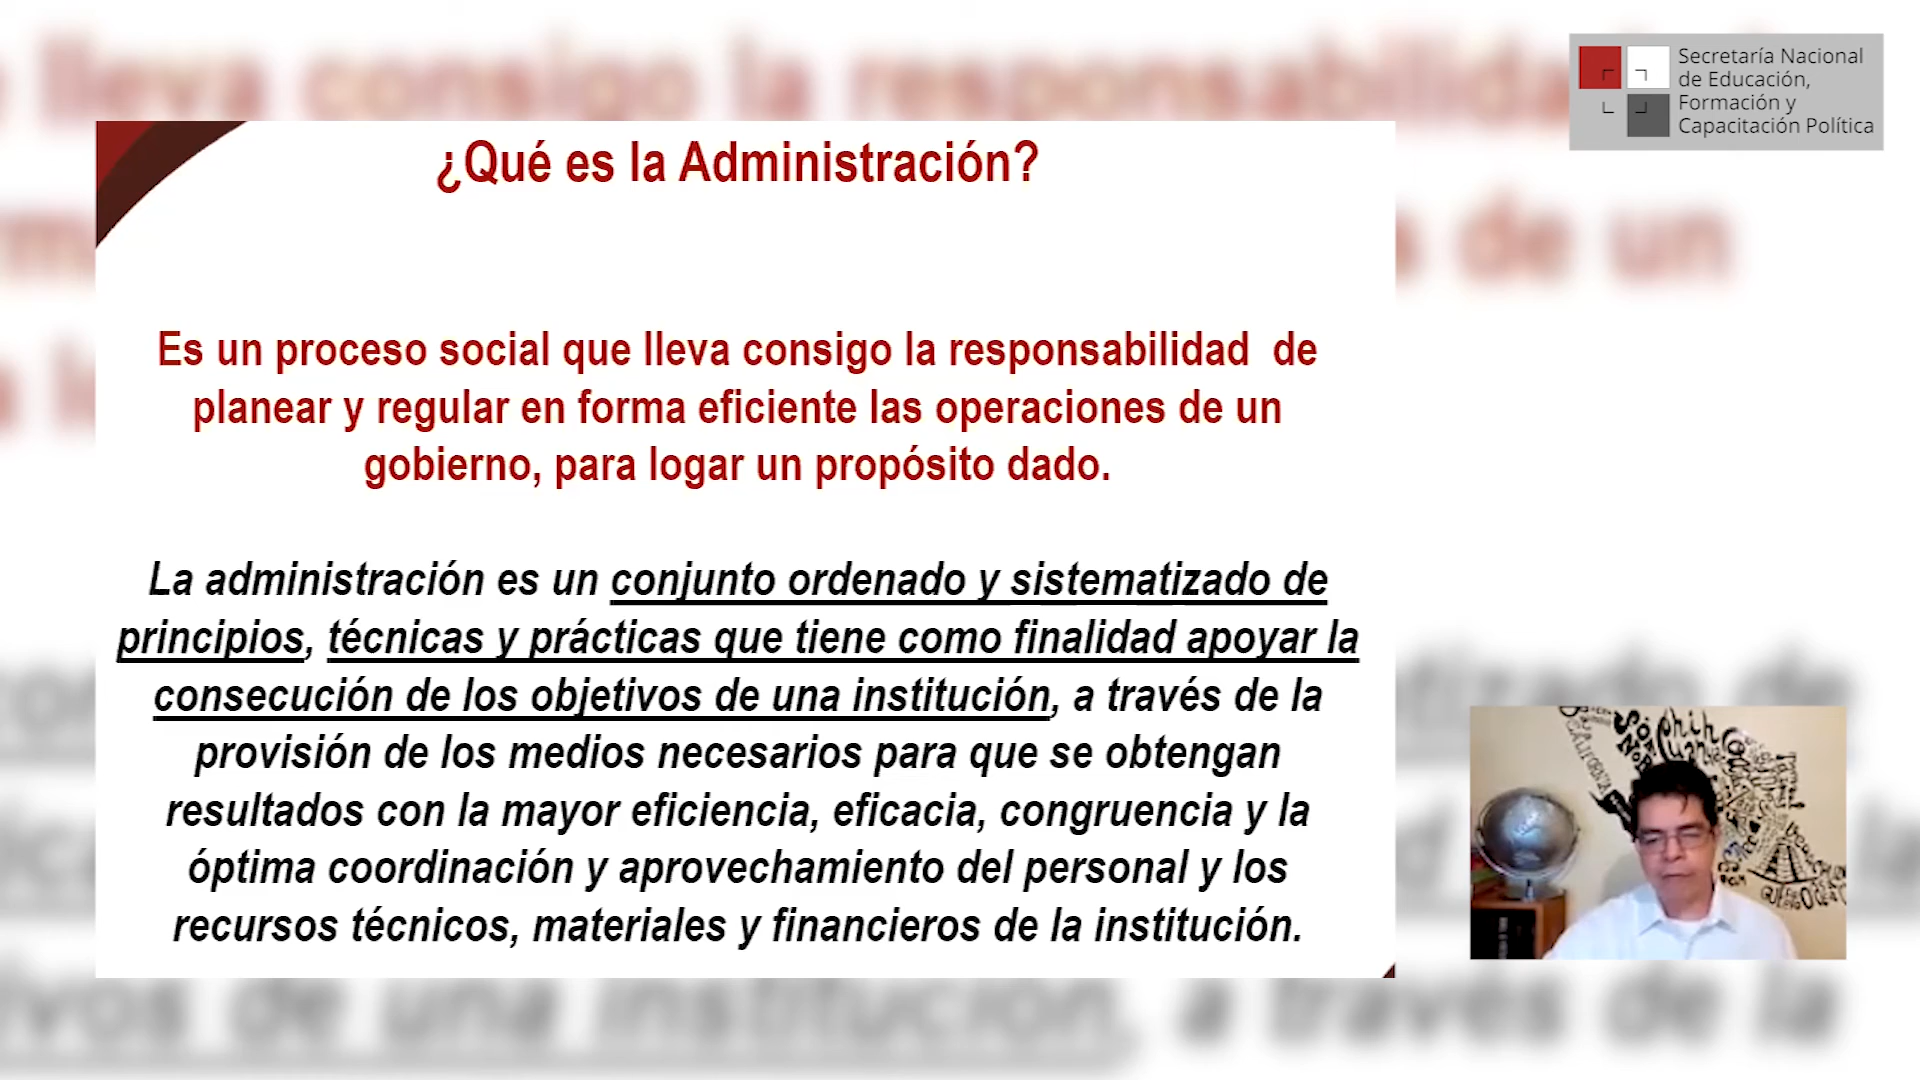 Secretaría Nacional
de Educación,
Formación y
Capacitación Política
¿Qué es la Administración?
Es un proceso social que lleva consigo la responsabilidad de
planear y regular en forma eficiente las operaciones de un
gobierno, para logar un propósito dado.
La administración es un conjunto ordenado y sistematizado de
principios, técnicas y prácticas que tiene como finalidad apoyar la
consecución de los objetivos de una institución, a través de la
provisión de los medios necesarios para que se obtengan
resultados con la mayor eficiencia, eficacia, congruencia y la
óptima coordinación y aprovechamiento del personal y los
recursos técnicos, materiales y financieros de la institución.